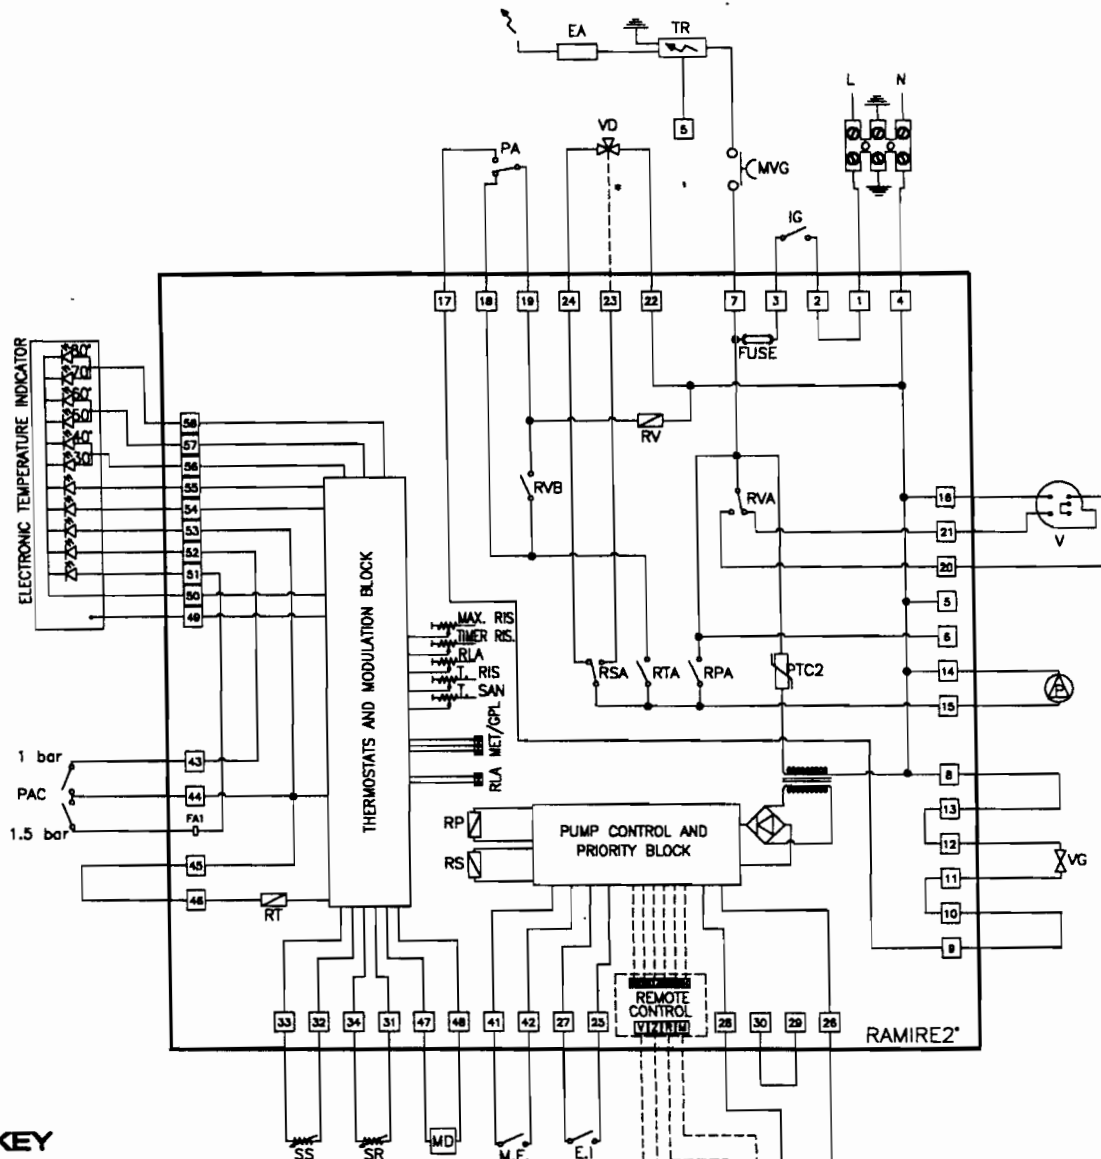 EA
TR
L
N
5
VD
PA
MVG
*
IG
17
18
19
24
23
22
7
3
2
1
4
FUSE
ELECTRONIC TEMPERATURE INDICATOR
80°
70°
60°
50°
40°
30°
58
57
56
55
54
53
52
51
50
49
RV
RVB
RVA
16
21
20
V
5
6
14
15
P
THERMOSTATS AND MODULATION BLOCK
MAX. RIS
TIMER RIS.
RLA
T. RIS
T. SAN
MET/GPL
RLA
RSA
RTA
RPA
PTC2
1 bar
PAC
1.5 bar
43
44
FA1
45
46
RT
RP
RS
PUMP CONTROL AND
PRIORITY BLOCK
8
13
12
11
10
9
VG
REMOTE
CONTROL
V Z R M
33
32
34
31
47
48
41
42
27
25
28
30
29
26
RAMIRE2*
KEY
SS
SR
MD
M.F.
E.I